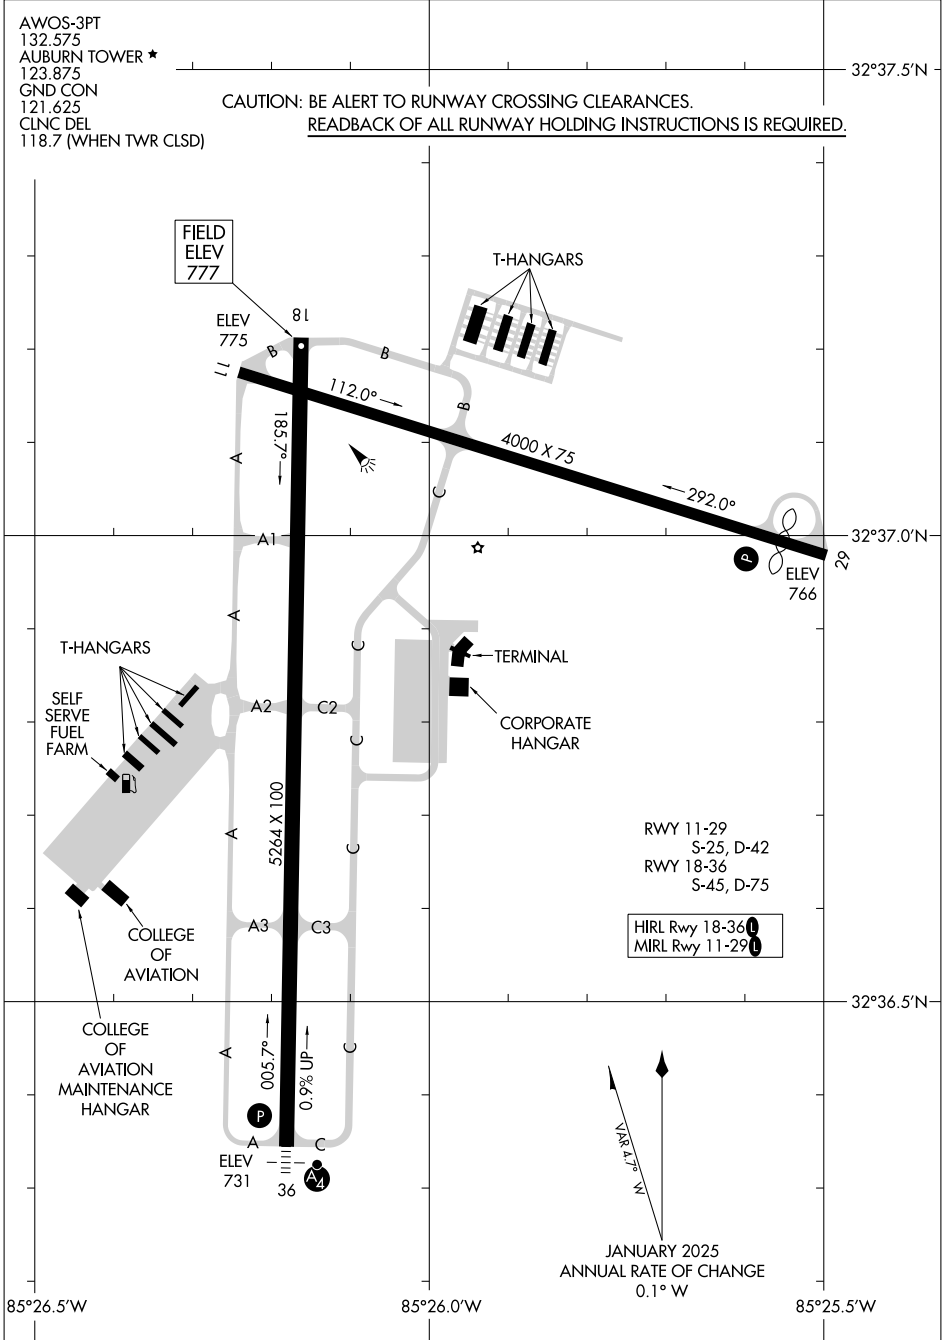 AWOS-3PT
132.575
AUBURN TOWER ★
123.875
GND CON
121.625
CLNC DEL
118.7 (WHEN TWR CLSD)
32°37.5'N
CAUTION: BE ALERT TO RUNWAY CROSSING CLEARANCES.
READBACK OF ALL RUNWAY HOLDING INSTRUCTIONS IS REQUIRED.
FIELD
ELEV
777
T-HANGARS
18
ELEV
775
B
B
11
112.0°
B
185.7°
4000 X 75
A
C
292.0°
A1
32°37.0'N
29
P
ELEV
766
A
C
T-HANGARS
TERMINAL
SELF
SERVE
FUEL
FARM
A2
C2
CORPORATE
HANGAR
C
5264 X 100
A
C
RWY 11-29
S-25, D-42
RWY 18-36
S-45, D-75
A3
C3
HIRL Rwy 18-36 L
MIRL Rwy 11-29 L
COLLEGE
OF
AVIATION
32°36.5'N
COLLEGE
OF
AVIATION
MAINTENANCE
HANGAR
A
005.7°
0.9% UP
C
P
A
C
ELEV
731
36
A4
VAR 4.7° W
JANUARY 2025
ANNUAL RATE OF CHANGE
0.1° W
85°26.5'W
85°26.0'W
85°25.5'W